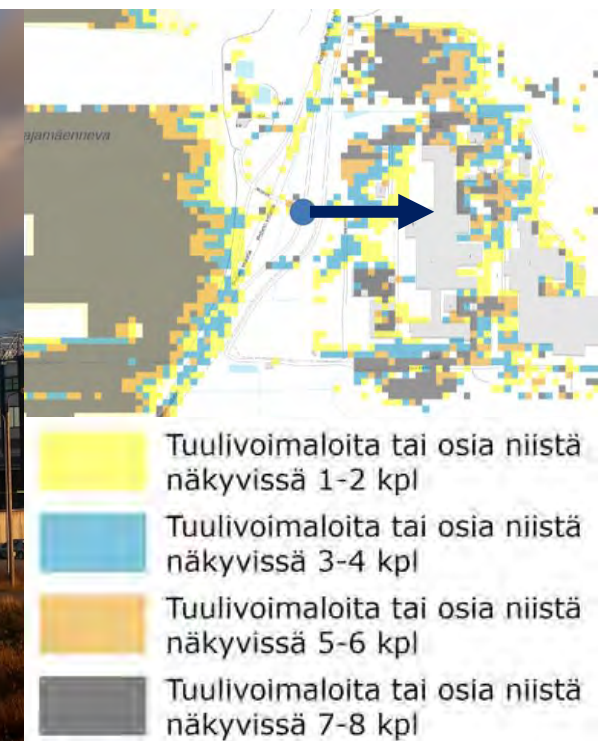 ajamäenneva
Tuulivoimaloita tai osia niistä
näkyvissä 1-2 kpl
Tuulivoimaloita tai osia niistä
näkyvissä 3-4 kpl
Tuulivoimaloita tai osia niistä
näkyvissä 5-6 kpl
Tuulivoimaloita tai osia niistä
näkyvissä 7-8 kpl